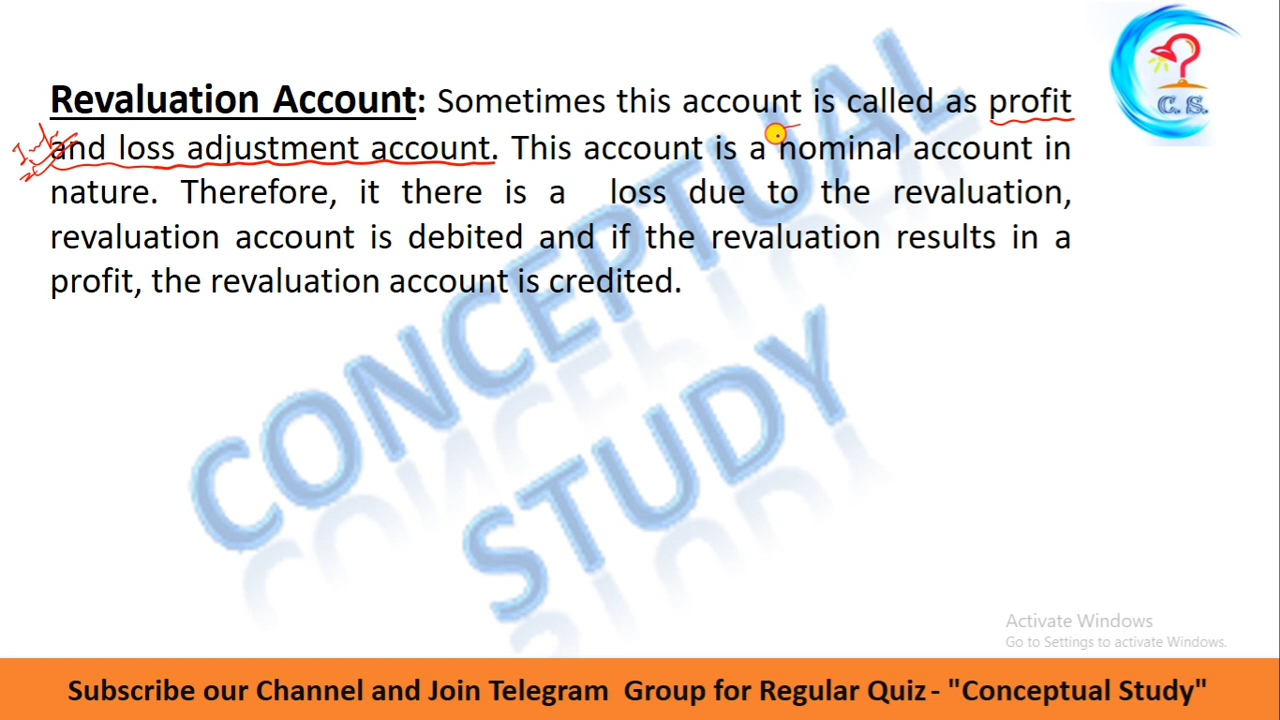 C. S.
Revaluation Account: Sometimes this account is called as profit
and loss adjustment account. This account is a nominal account in
nature. Therefore, it there is a loss due to the revaluation,
revaluation account is debited and if the revaluation results in a
profit, the revaluation account is credited.
CONCEPTUAL
STUDY
Activate Windows
Go to Settings to activate Windows.
Subscribe our Channel and Join Telegram Group for Regular Quiz - "Conceptual Study"